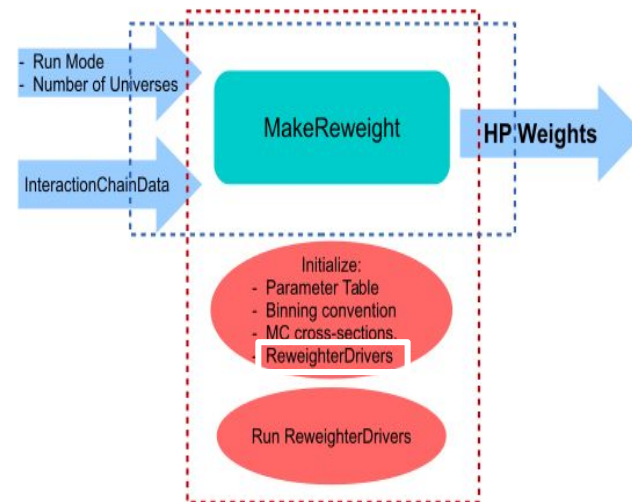 - Run Mode
- Number of Universes
MakeReweight
HP Weights
InteractionChainData
Initialize:
- Parameter Table
- Binning convention
- MC cross-sections,
- ReweighterDrivers
Run ReweighterDrivers